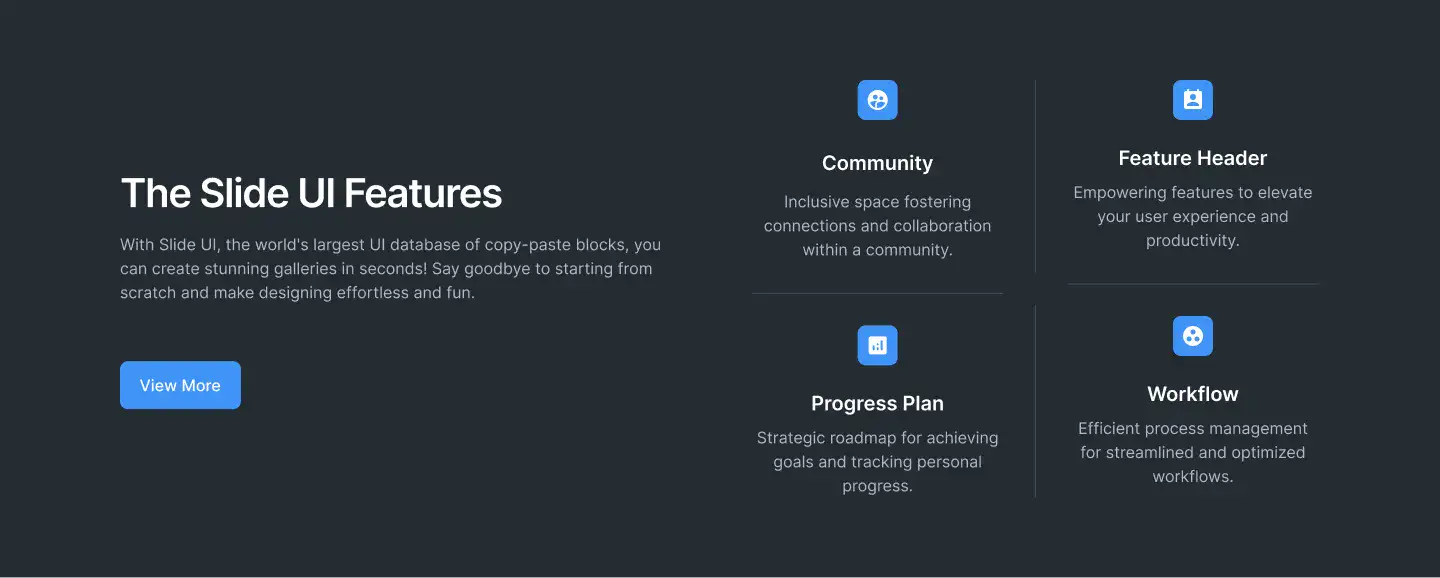 The Slide UI Features
With Slide UI, the world's largest UI database of copy-paste blocks, you
can create stunning galleries in seconds! Say goodbye to starting from
scratch and make designing effortless and fun.
View More
Community
Inclusive space fostering
connections and collaboration
within a community.
Feature Header
Empowering features to elevate
your user experience and
productivity.
Progress Plan
Strategic roadmap for achieving
goals and tracking personal
progress.
Workflow
Efficient process management
for streamlined and optimized
workflows.